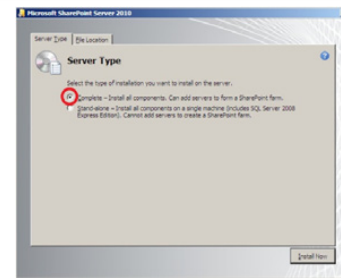 Microsoft SharePoint Server 2010
Server Type
File Location
Server Type
Select the type of installation you want to install on the server.
Complete – Install all components. Can add servers to form a SharePoint farm.
Stand-alone – Install all components on a single machine (includes SQL Server 2008
Express Edition). Cannot add servers to create a SharePoint farm.
Install Now